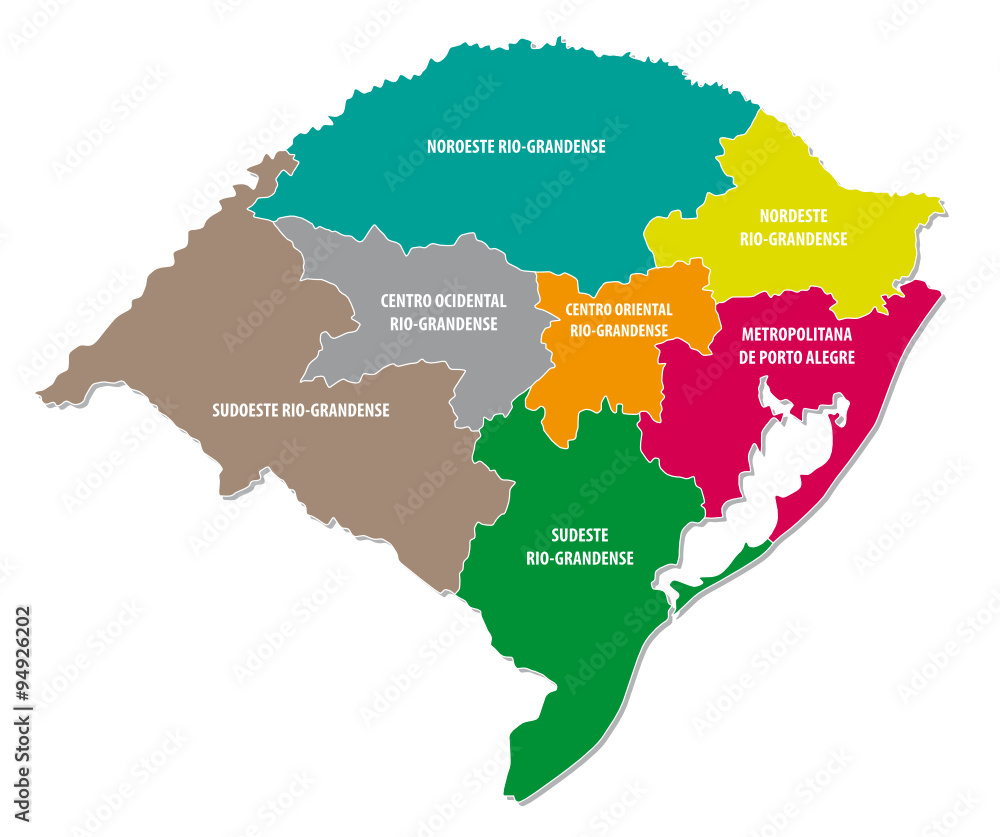 NOROESTE RIO-GRANDENSE
NORDESTE
RIO-GRANDENSE
CENTRO OCIDENTAL
RIO-GRANDENSE
CENTRO ORIENTAL
RIO-GRANDENSE
METROPOLITANA
DE PORTO ALEGRE
SUDOESTE RIO-GRANDENSE
SUDESTE
RIO-GRANDENSE
Adobe Stock | #94926202